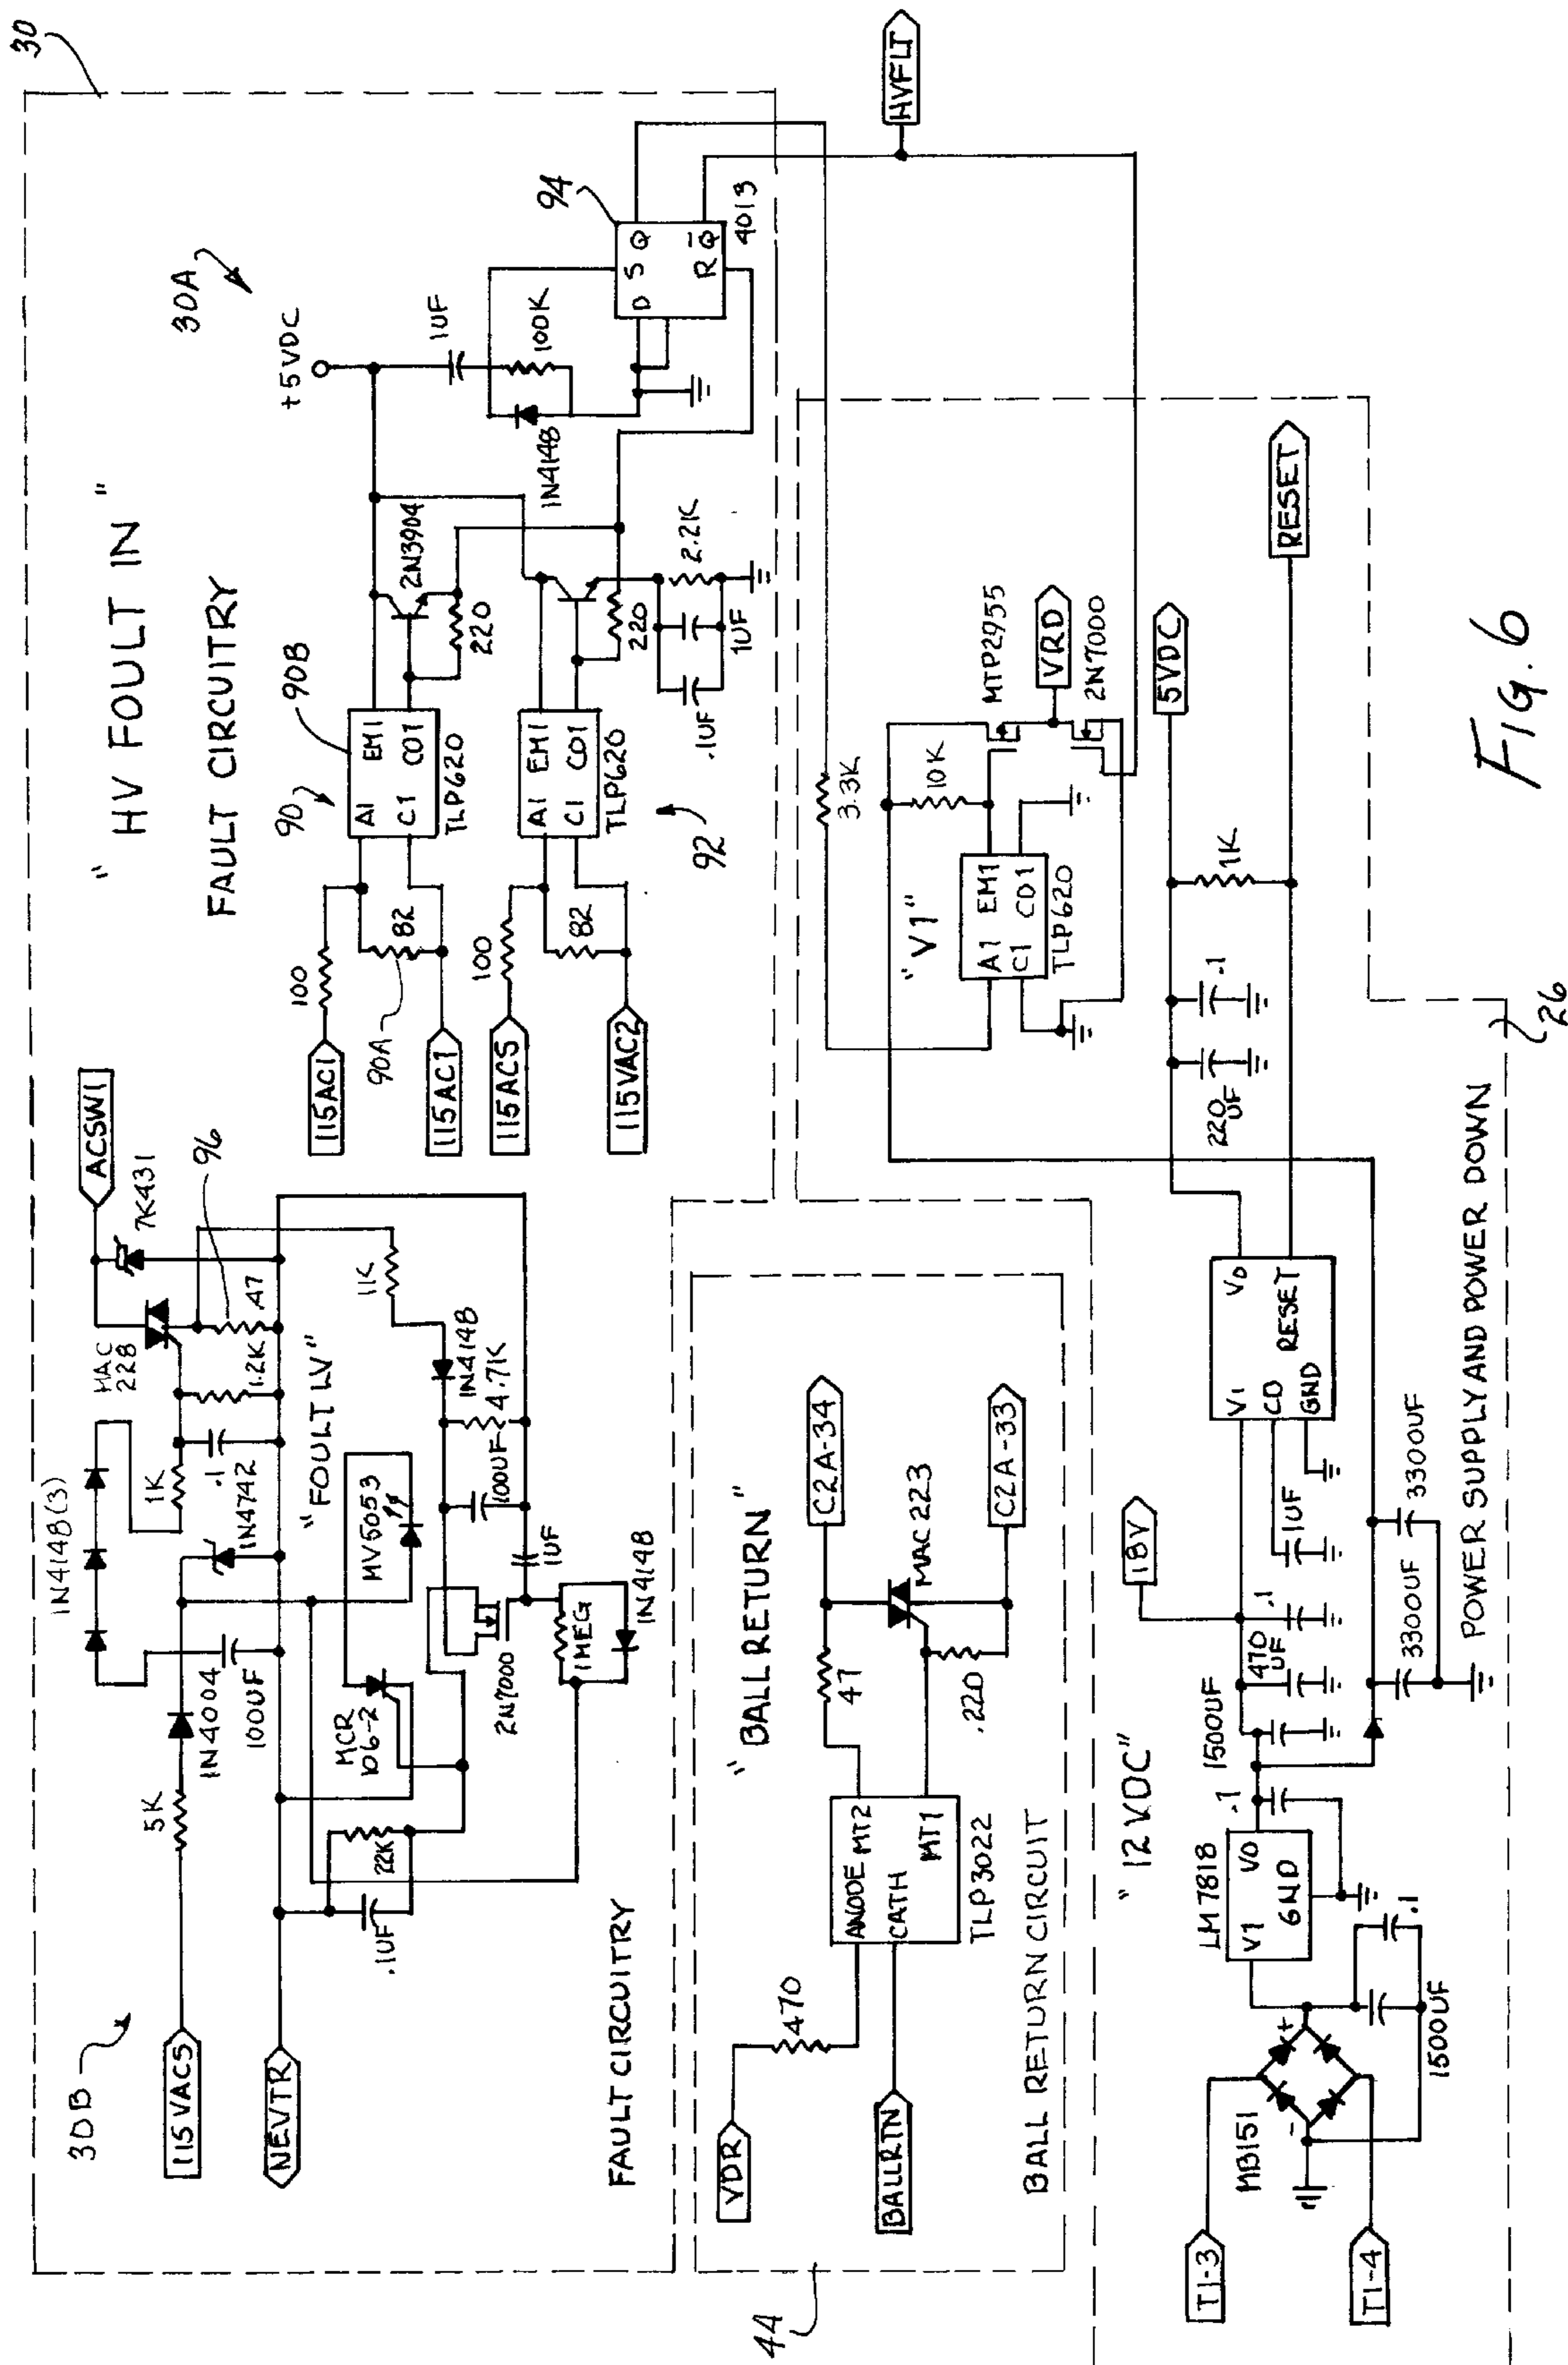 30
30A
30B
" HV FOULT IN "
FAULT CIRCUITRY
+5VDC
1UF
100K
1N4148
94
S Q
D
R Q̅
4013
HVFLT
90
90B
A1 EM1
C1 CO1
TLP620
2N3904
220
100
82
90A
115AC1
115AC1
115ACS
100
82
115VAC2
A1 EM1
C1 CO1
TLP620
92
220
2.2K
1UF
.1UF
ACSW1
7K431
96
MAC
228
.47
1.2K
1N4148(3)
1K
.1
1N4742
1N4004
100UF
5K
115VACS
NEVTR
"FOULT LV"
11K
1N4148
4.7K
100UF
MV5053
MCR
106-2
2N7000
1UF
1MEG
1N4148
22K
.1UF
FAULT CIRCUITRY
"BALL RETURN"
C2A-34
C2A-33
MAC 223
47
.220
ANODE MT2
CATH
MT1
TLP3022
470
VDR
BALLRTN
BALL RETURN CIRCUIT
44
3.3K
10K
"V1"
A1 EM1
C1 CO1
TLP620
MTP2955
VRD
2N7000
5VDC
RESET
1K
.1
220
UF
V1
VO
CD
RESET
GND
18V
1UF
.1
470
UF
1500UF
"12VDC"
.1
LM7818
V1 VO
GND
.1
1500UF
MB151
+
-
T1-3
T1-4
3300UF
3300UF
POWER SUPPLY AND POWER DOWN
26
FIG. 6